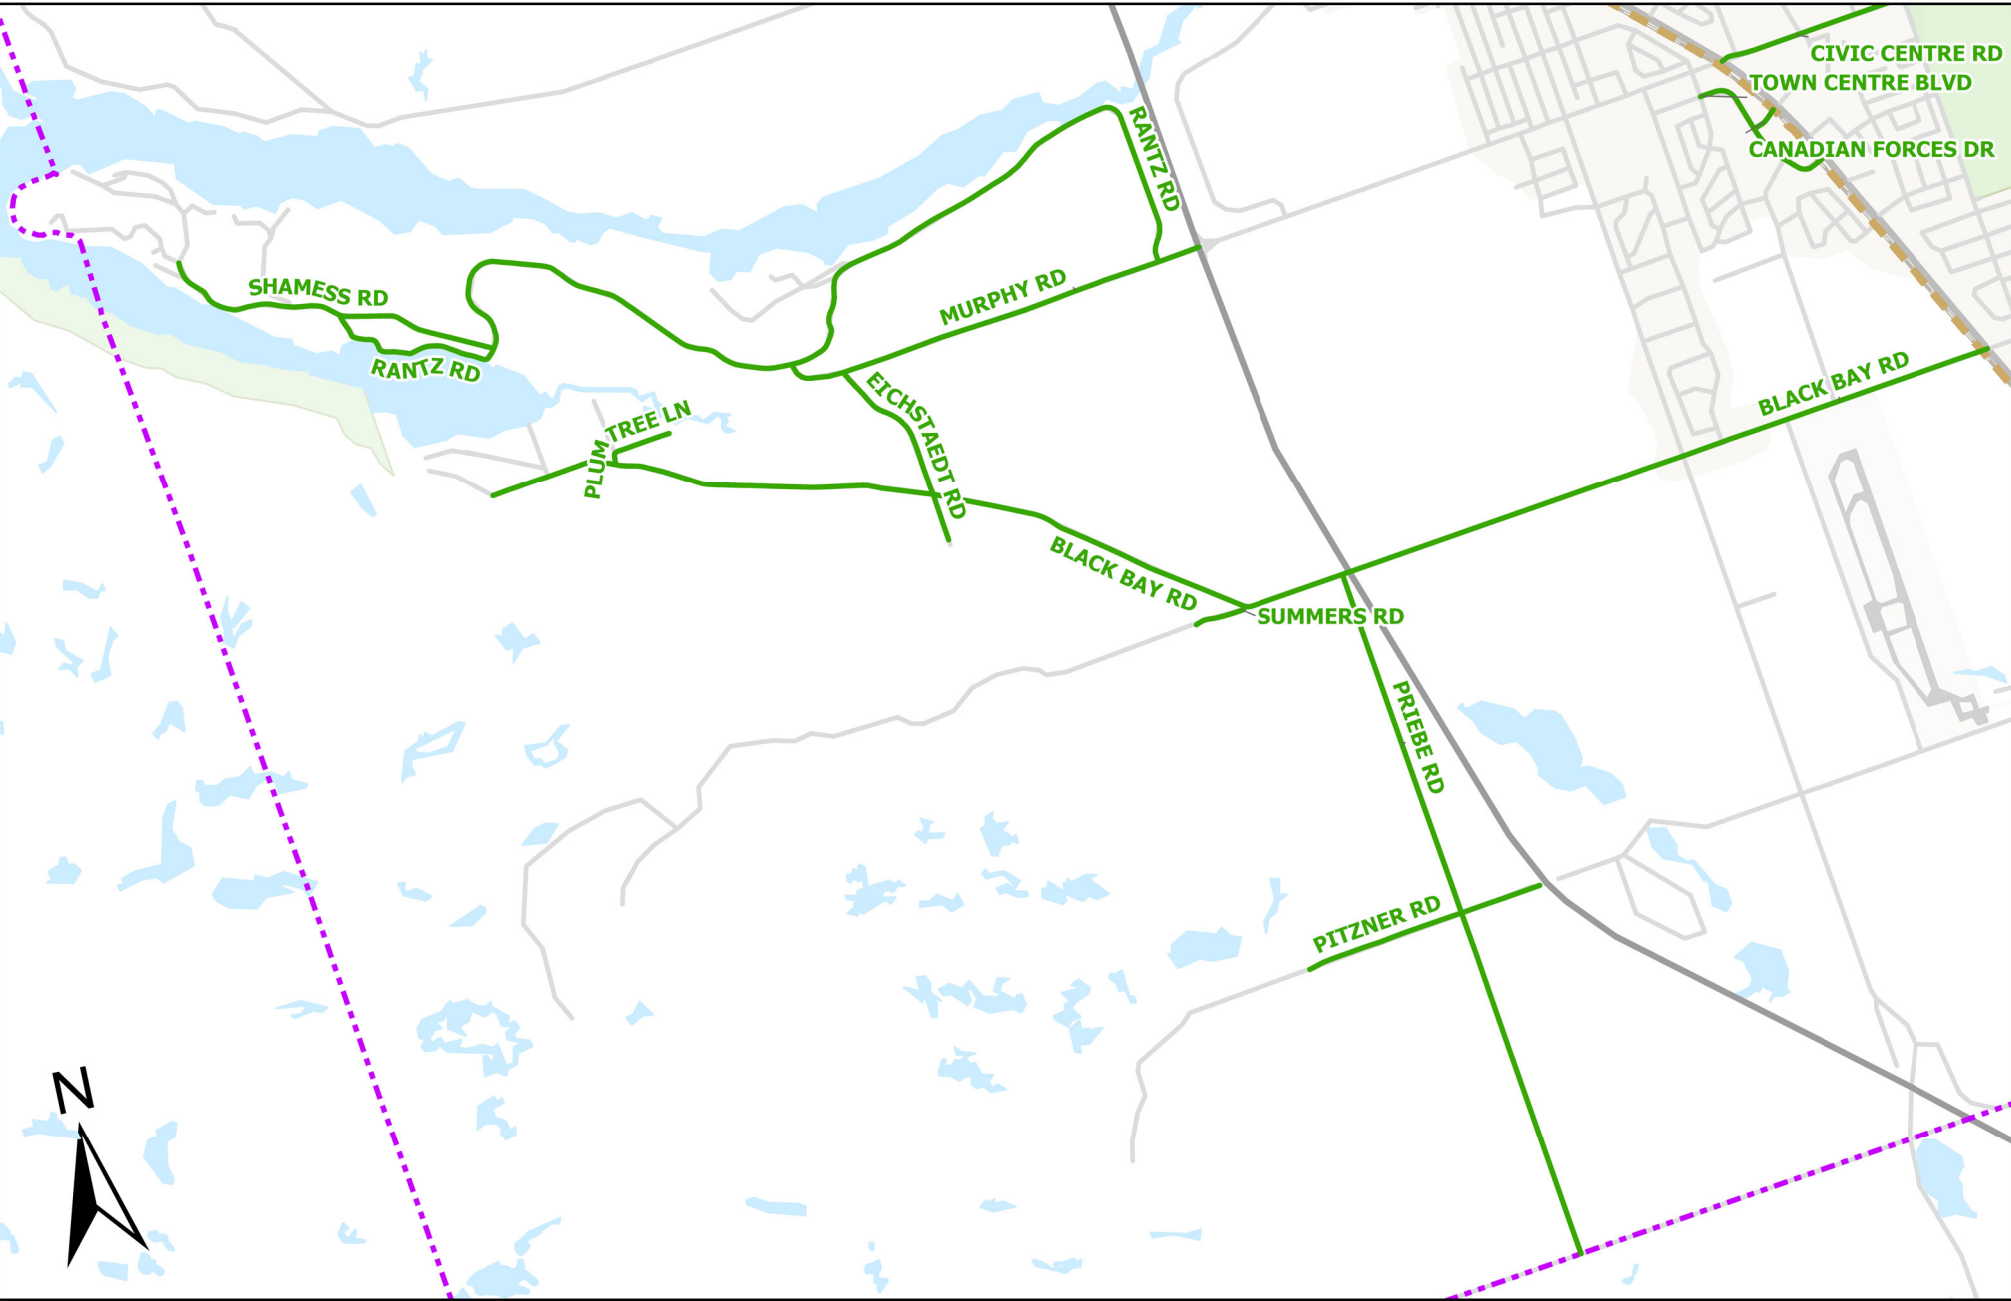 CIVIC CENTRE RD
TOWN CENTRE BLVD
CANADIAN FORCES DR
RANTZ RD
SHAMESS RD
MURPHY RD
RANTZ RD
EICHSTAEDT RD
BLACK BAY RD
PLUM TREE LN
BLACK BAY RD
SUMMERS RD
PRIEBE RD
PITZNER RD
N